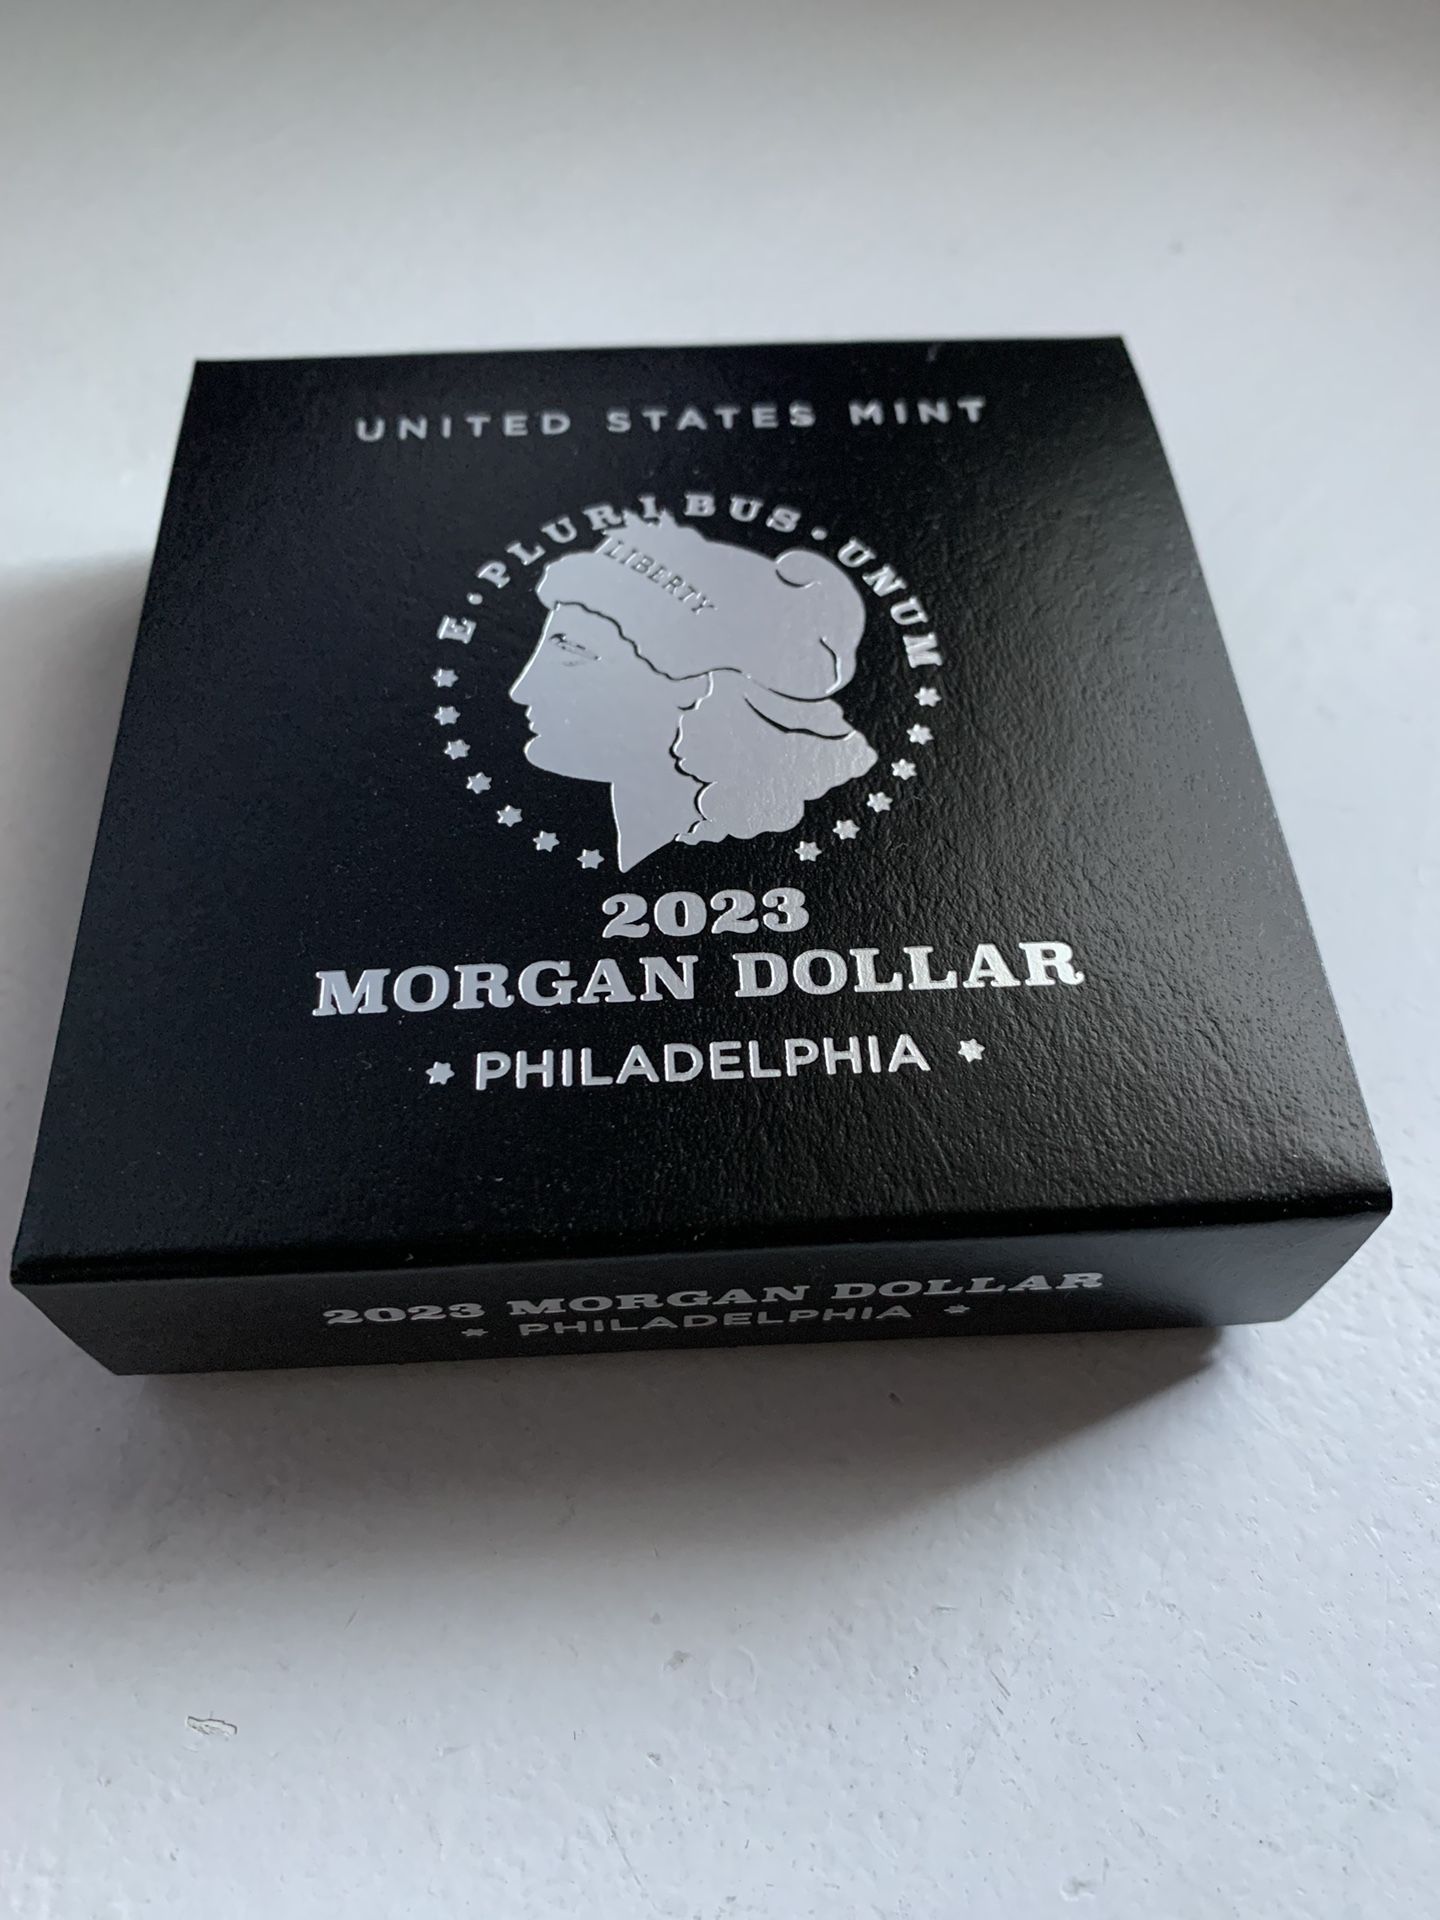 UNITED STATES MINT
E·PLURIBUS·UNUM
LIBERTY
2023
MORGAN DOLLAR
PHILADELPHIA
2023 MORGAN DOLLAR
PHILADELPHIA